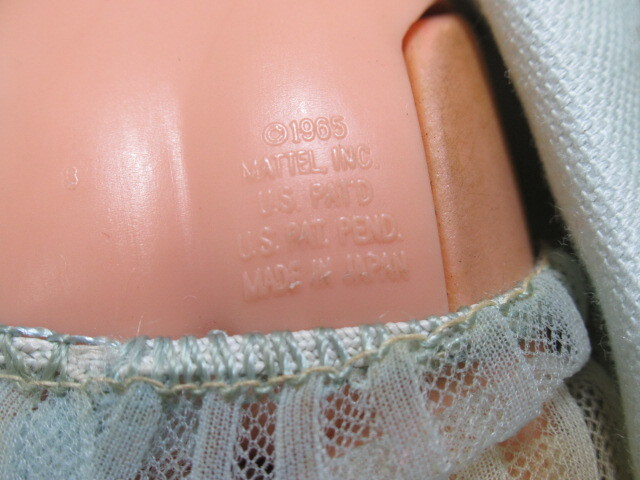 ©1965
MATTEL, INC.
U.S. PAT'D
U.S. PAT. PEND.
MADE IN JAPAN